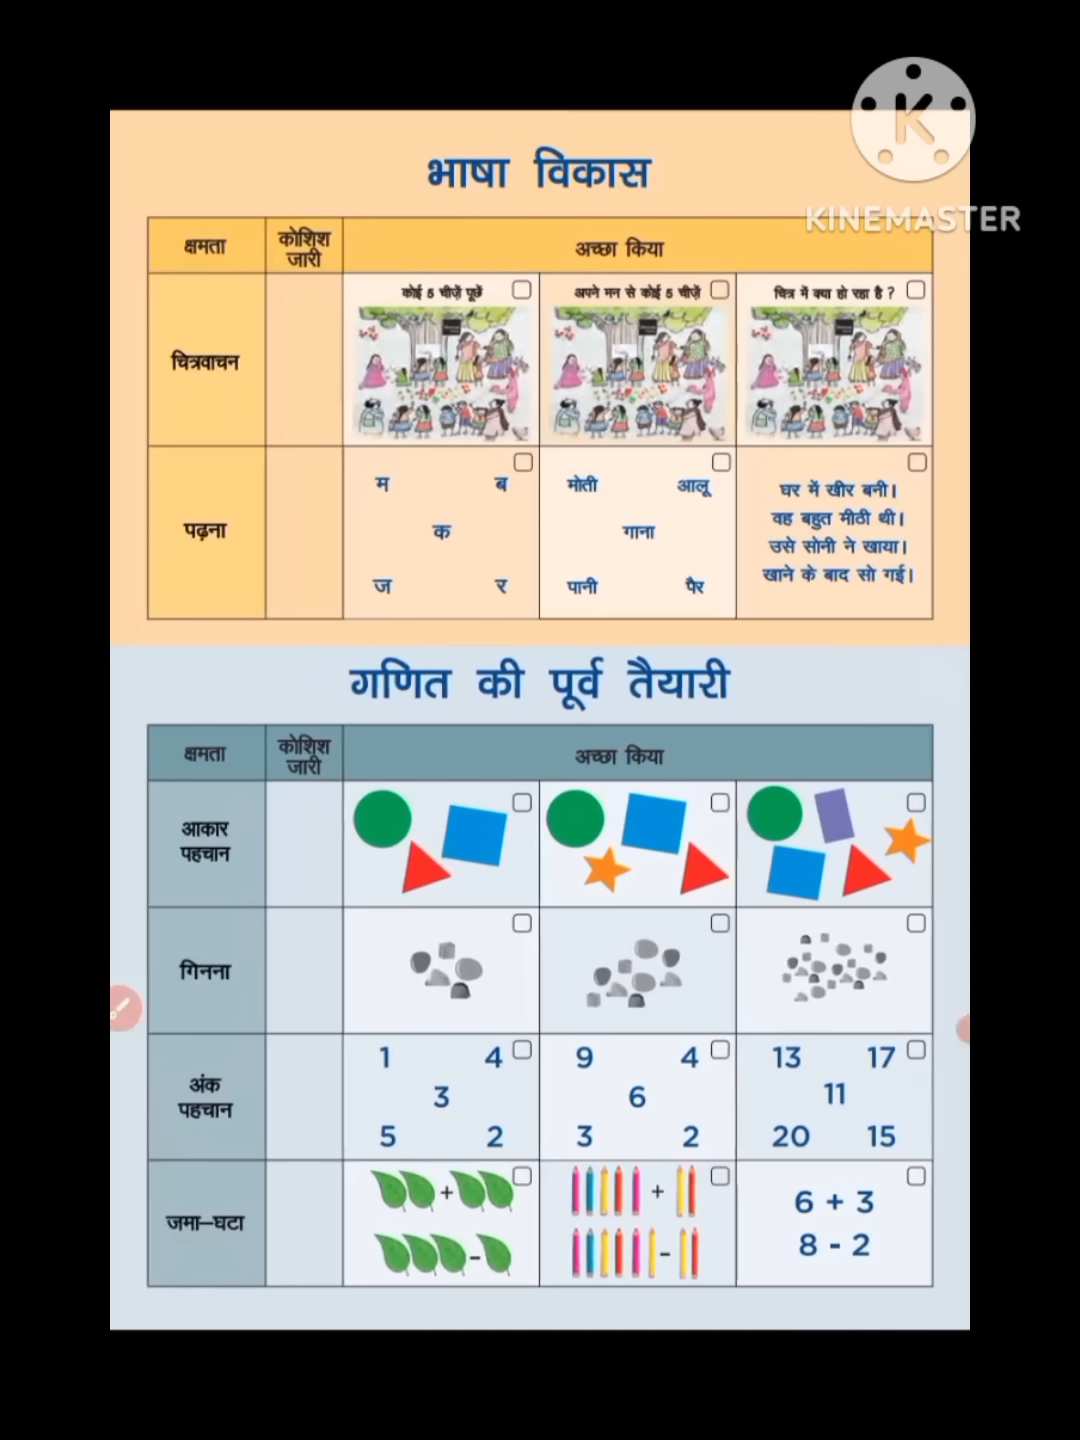 KINEMASTER
भाषा विकास
क्षमता
कोशिश जारी
अच्छा किया
चित्रवाचन
कोई 5 चीज़ें पूछें
अपने मन से कोई 5 चीज़ें
चित्र में क्या हो रहा है ?
पढ़ना
म ब
क
ज र
मोती आलू
गाना
पानी पैर
घर में खीर बनी।
वह बहुत मीठी थी।
उसे सोनी ने खाया।
खाने के बाद सो गई।
गणित की पूर्व तैयारी
क्षमता
कोशिश जारी
अच्छा किया
आकार
पहचान
गिनना
अंक
पहचान
1 4
3
5 2
9 4
6
3 2
13 17
11
20 15
जमा–घटा
+
-
+
-
6 + 3
8 - 2